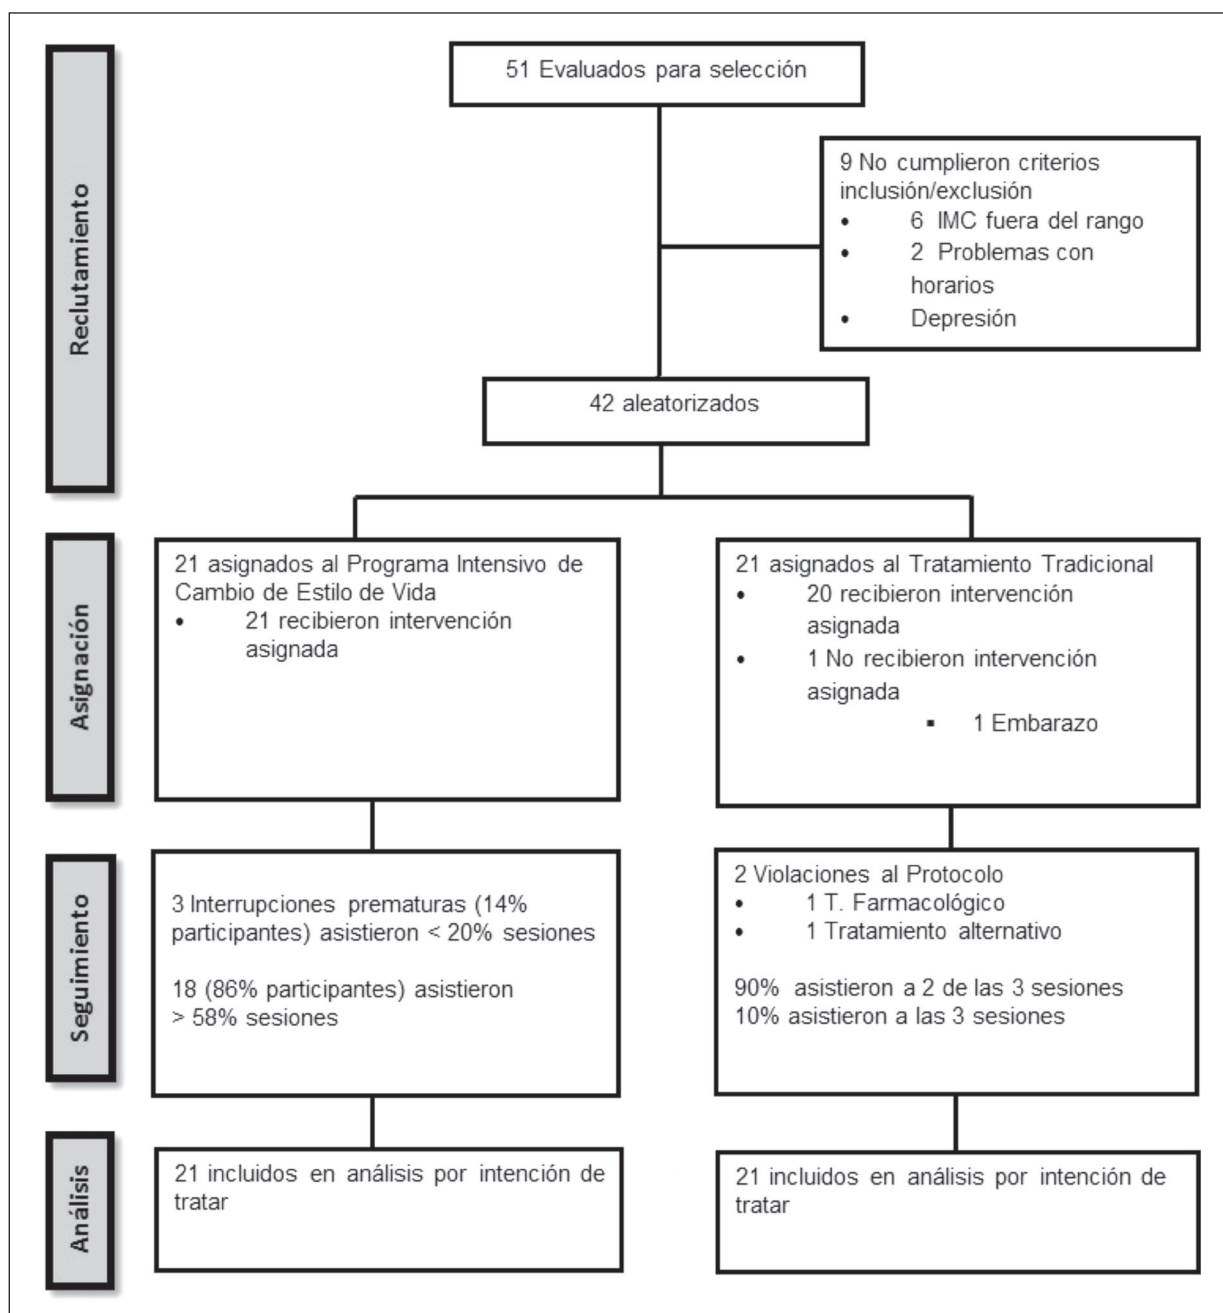 Reclutamiento
51 Evaluados para selección
9 No cumplieron criterios
inclusión/exclusión
• 6 IMC fuera del rango
• 2 Problemas con
horarios
• Depresión
42 aleatorizados
Asignación
21 asignados al Programa Intensivo de
Cambio de Estilo de Vida
• 21 recibieron intervención
asignada
21 asignados al Tratamiento Tradicional
• 20 recibieron intervención
asignada
• 1 No recibieron intervención
asignada
▪ 1 Embarazo
Seguimiento
3 Interrupciones prematuras (14%
participantes) asistieron < 20% sesiones
18 (86% participantes) asistieron
> 58% sesiones
2 Violaciones al Protocolo
• 1 T. Farmacológico
• 1 Tratamiento alternativo
90% asistieron a 2 de las 3 sesiones
10% asistieron a las 3 sesiones
Análisis
21 incluidos en análisis por intención de
tratar
21 incluidos en análisis por intención de
tratar